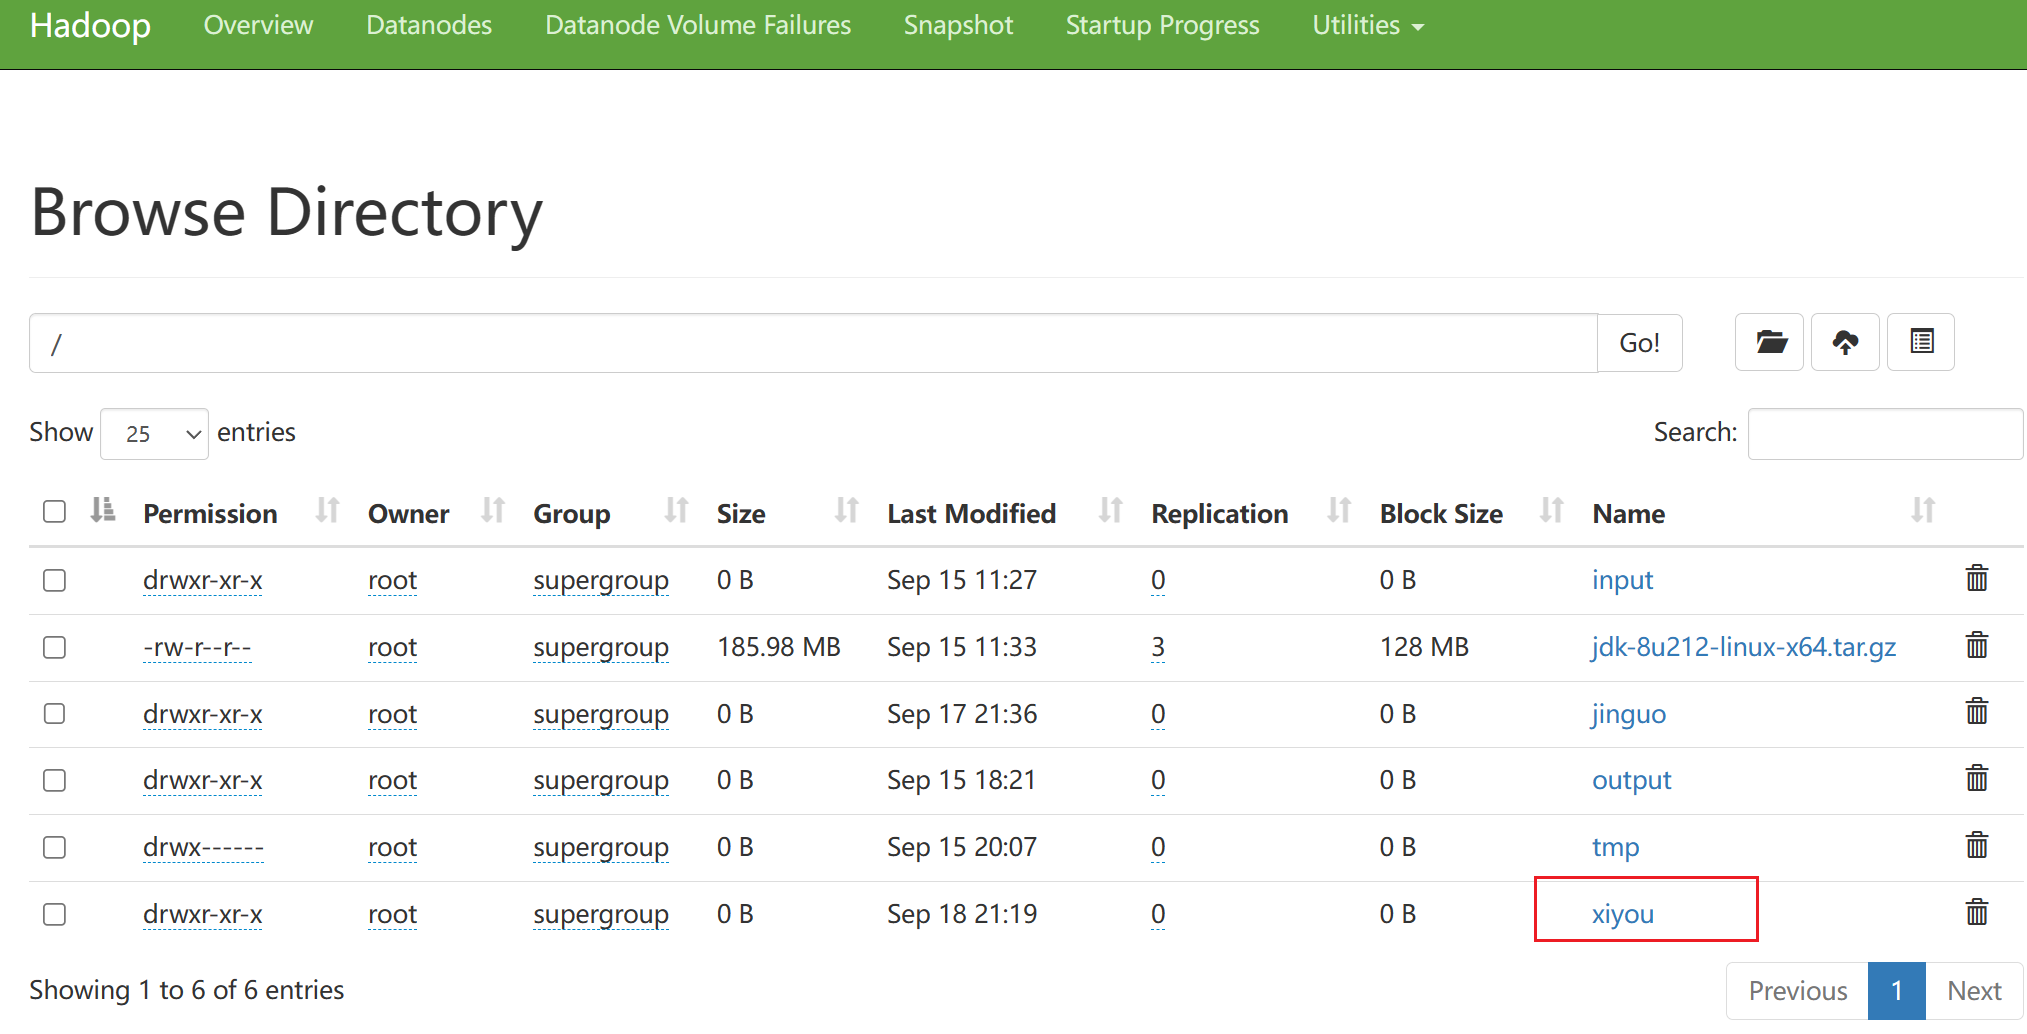 Hadoop Overview Datanodes Datanode Volume Failures Snapshot Startup Progress Utilities
Browse Directory
/ Go!
Show 25 entries Search:
Permission Owner Group Size Last Modified Replication Block Size Name
drwxr-xr-x root supergroup 0 B Sep 15 11:27 0 0 B input
-rw-r--r-- root supergroup 185.98 MB Sep 15 11:33 3 128 MB jdk-8u212-linux-x64.tar.gz
drwxr-xr-x root supergroup 0 B Sep 17 21:36 0 0 B jinguo
drwxr-xr-x root supergroup 0 B Sep 15 18:21 0 0 B output
drwx------ root supergroup 0 B Sep 15 20:07 0 0 B tmp
drwxr-xr-x root supergroup 0 B Sep 18 21:19 0 0 B xiyou
Showing 1 to 6 of 6 entries Previous 1 Next